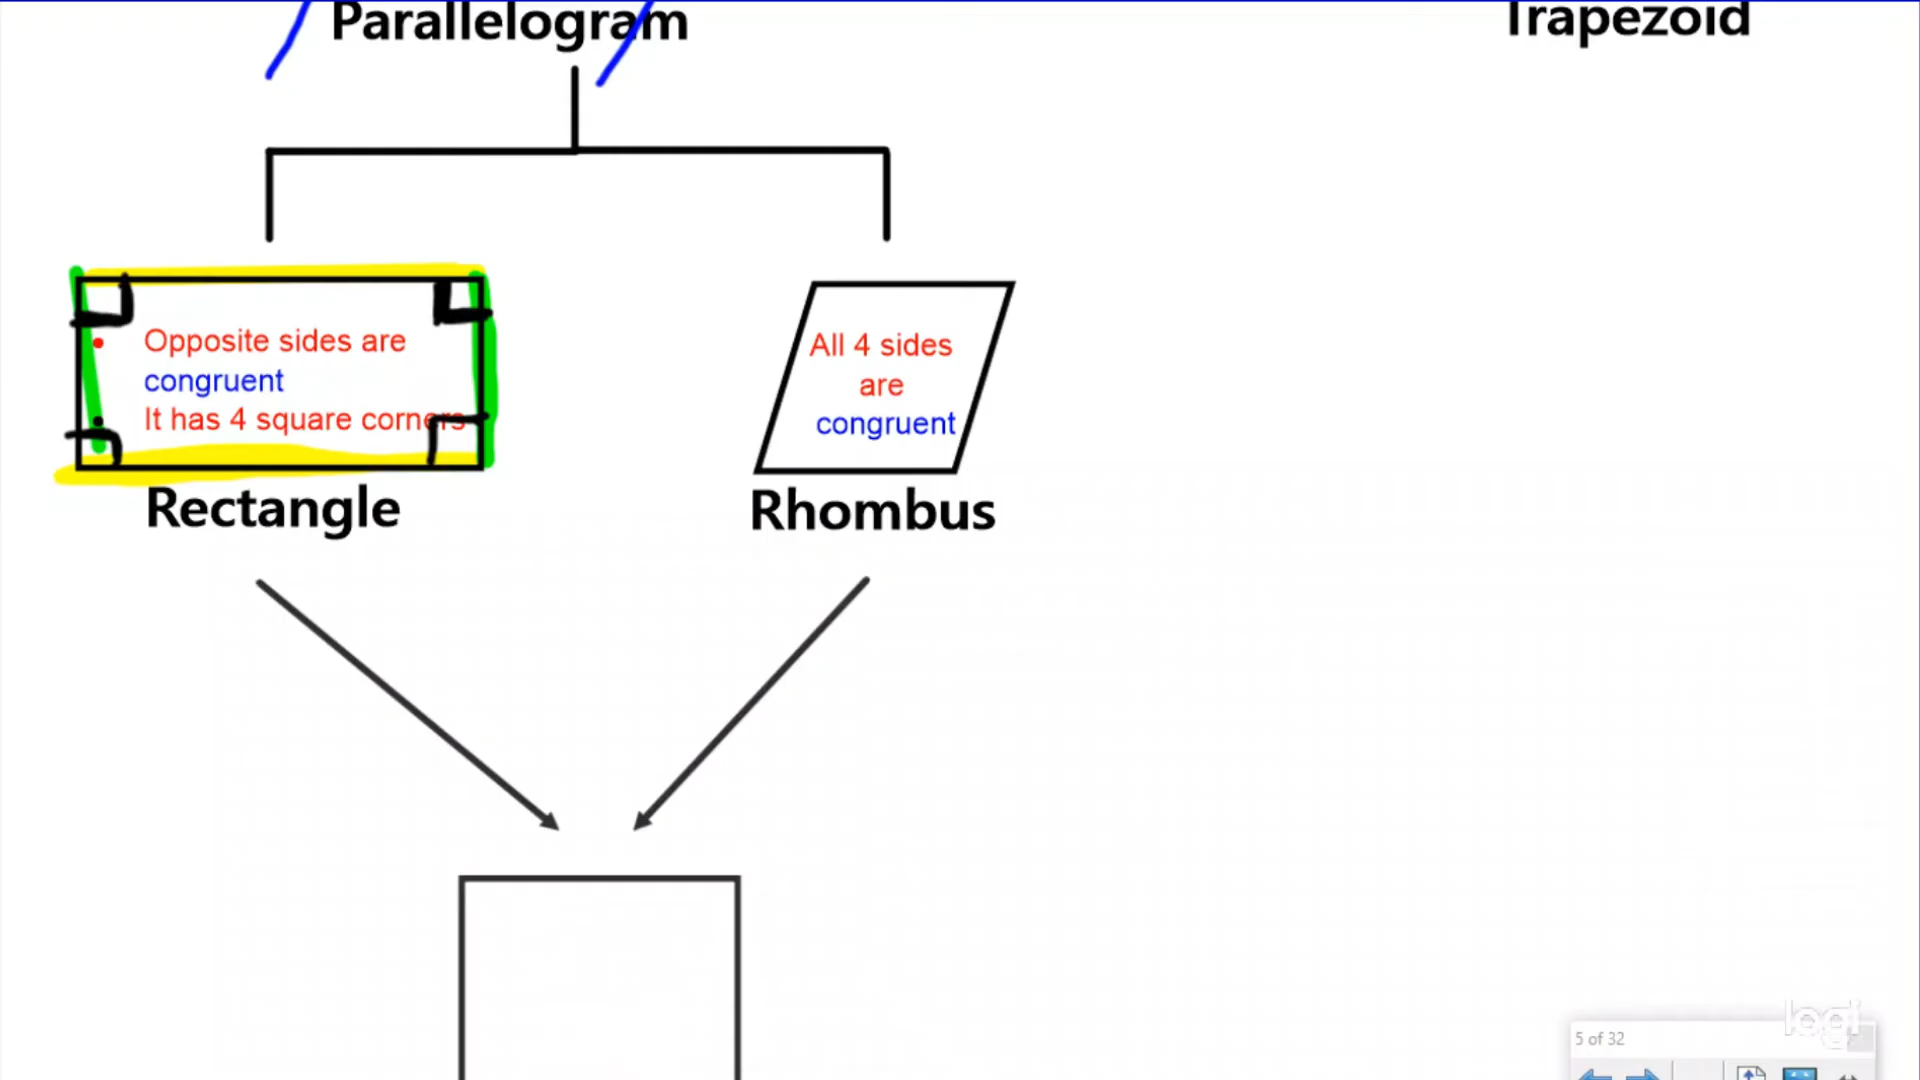 Parallelogram
Trapezoid
Opposite sides are
congruent
It has 4 square corners
All 4 sides
are
congruent
Rectangle
Rhombus
logi
5 of 32